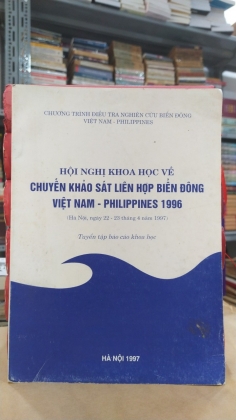 CHƯƠNG TRÌNH ĐIỀU TRA NGHIÊN CỨU BIỂN ĐÔNG
VIỆT NAM - PHILIPPINES
HỘI NGHỊ KHOA HỌC VỀ
CHUYẾN KHẢO SÁT LIÊN HỢP BIỂN ĐÔNG
VIỆT NAM - PHILIPPINES 1996
(Hà Nội, ngày 22 - 23 tháng 4 năm 1997)
Tuyển tập báo cáo khoa học
HÀ NỘI 1997